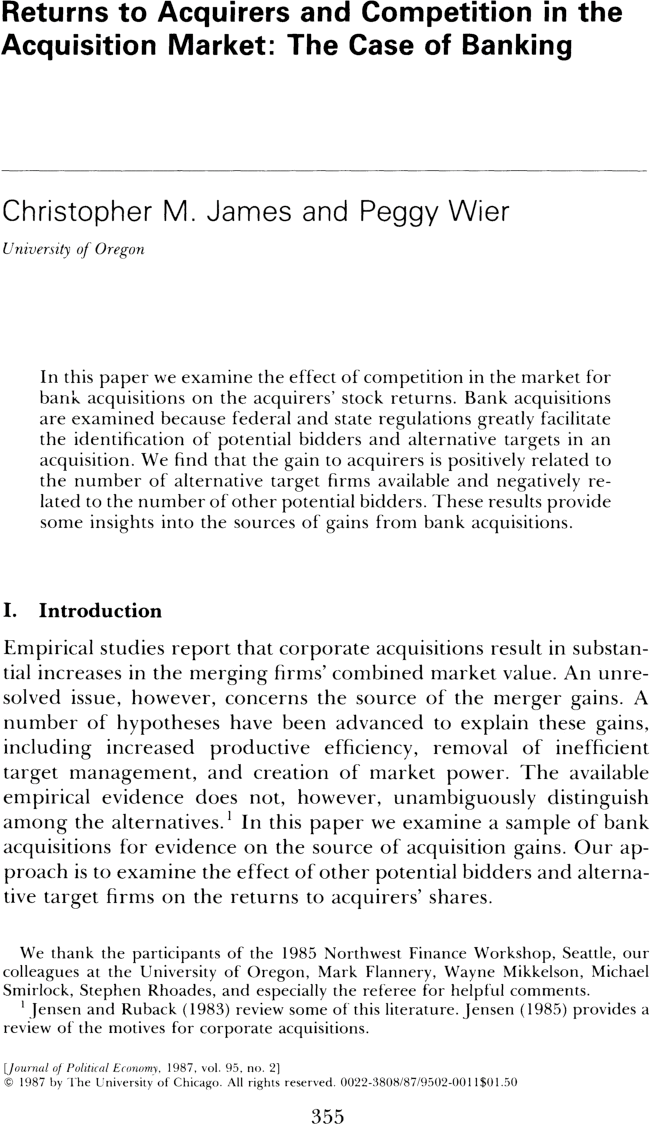 Returns to Acquirers and Competition in the
Acquisition Market: The Case of Banking
Christopher M. James and Peggy Wier
University of Oregon
In this paper we examine the effect of competition in the market for
bank acquisitions on the acquirers' stock returns. Bank acquisitions
are examined because federal and state regulations greatly facilitate
the identification of potential bidders and alternative targets in an
acquisition. We find that the gain to acquirers is positively related to
the number of alternative target firms available and negatively re-
lated to the number of other potential bidders. These results provide
some insights into the sources of gains from bank acquisitions.
I. Introduction
Empirical studies report that corporate acquisitions result in substan-
tial increases in the merging firms' combined market value. An unre-
solved issue, however, concerns the source of the merger gains. A
number of hypotheses have been advanced to explain these gains,
including increased productive efficiency, removal of inefficient
target management, and creation of market power. The available
empirical evidence does not, however, unambiguously distinguish
among the alternatives.¹ In this paper we examine a sample of bank
acquisitions for evidence on the source of acquisition gains. Our ap-
proach is to examine the effect of other potential bidders and alterna-
tive target firms on the returns to acquirers' shares.
We thank the participants of the 1985 Northwest Finance Workshop, Seattle, our
colleagues at the University of Oregon, Mark Flannery, Wayne Mikkelson, Michael
Smirlock, Stephen Rhoades, and especially the referee for helpful comments.
¹ Jensen and Ruback (1983) review some of this literature. Jensen (1985) provides a
review of the motives for corporate acquisitions.
[Journal of Political Economy, 1987, vol. 95, no. 2]
© 1987 by The University of Chicago. All rights reserved. 0022-3808/87/9502-0011$01.50
355